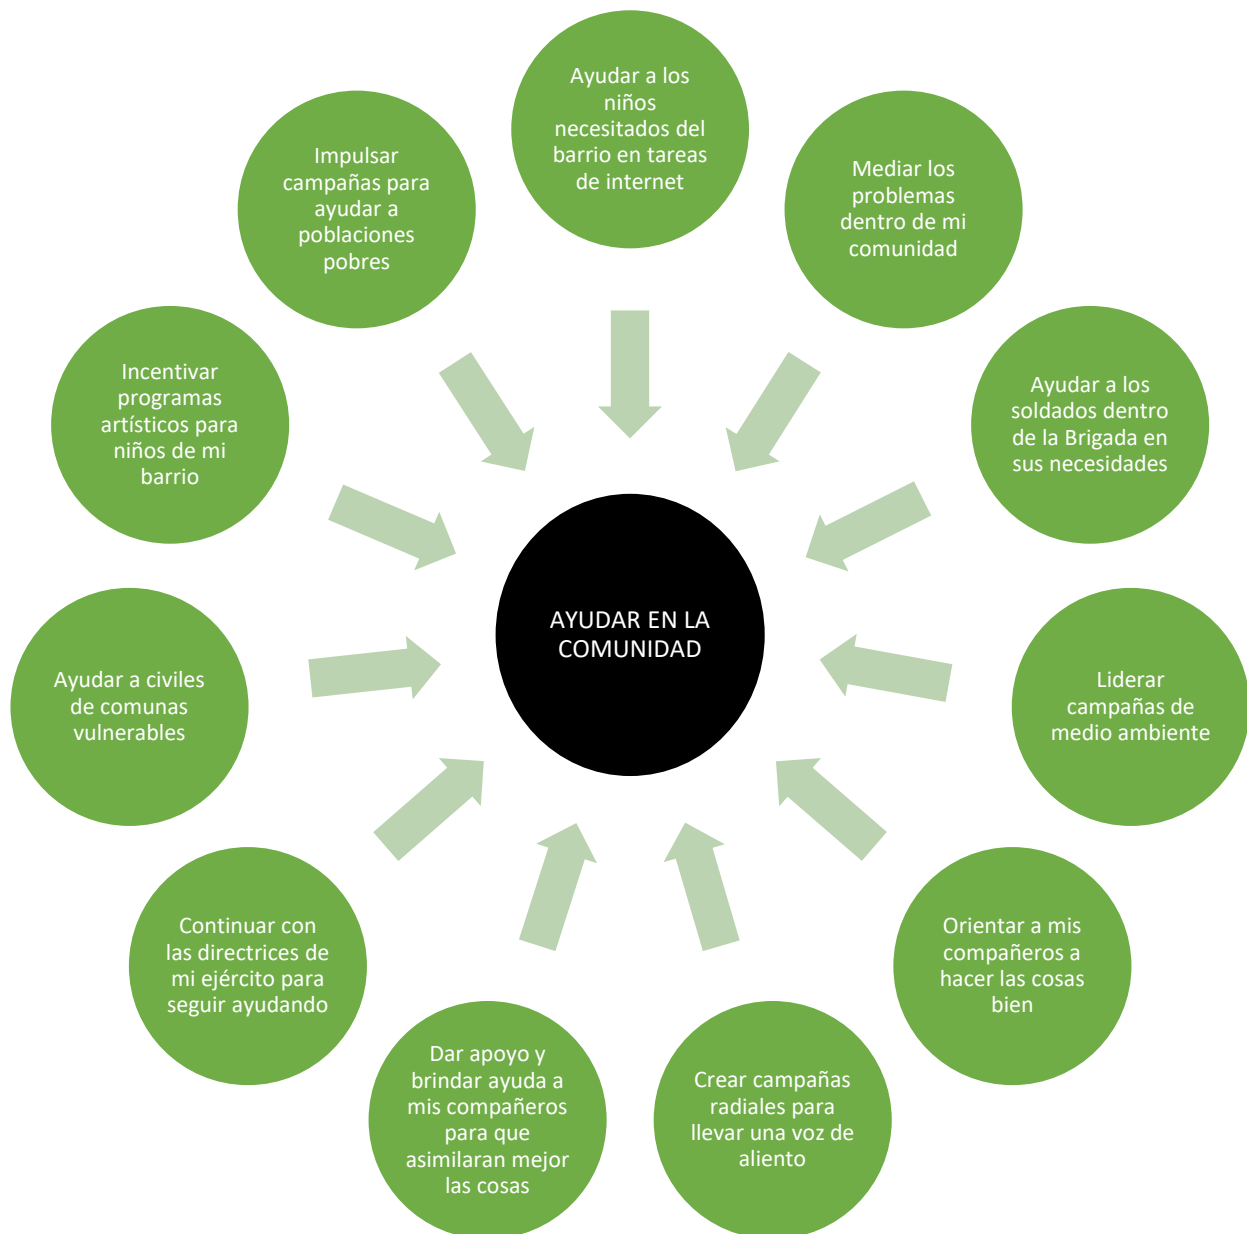 Ayudar a los
niños
necesitados del
barrio en tareas
de internet
Mediar los
problemas
dentro de mi
comunidad
Ayudar a los
soldados dentro
de la Brigada en
sus necesidades
Liderar
campañas de
medio ambiente
Orientar a mis
compañeros a
hacer las cosas
bien
Crear campañas
radiales para
llevar una voz de
aliento
Dar apoyo y
brindar ayuda a
mis compañeros
para que
asimilaran mejor
las cosas
Continuar con
las directrices de
mi ejército para
seguir ayudando
Ayudar a civiles
de comunas
vulnerables
Incentivar
programas
artísticos para
niños de mi
barrio
Impulsar
campañas para
ayudar a
poblaciones
pobres
AYUDAR EN LA
COMUNIDAD